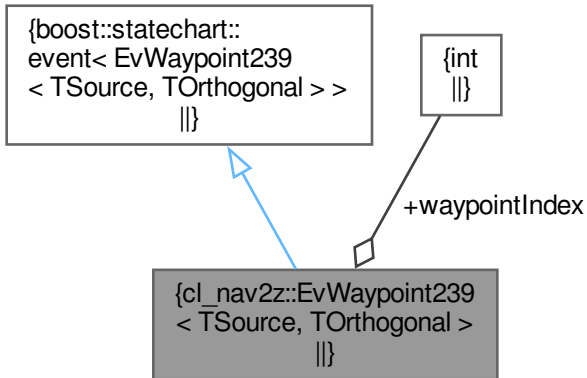 {boost::statechart::
event< EvWaypoint239
< TSource, TOrthogonal > >
||}
{int
||}
+waypointIndex
{cl_nav2z::EvWaypoint239
< TSource, TOrthogonal >
||}